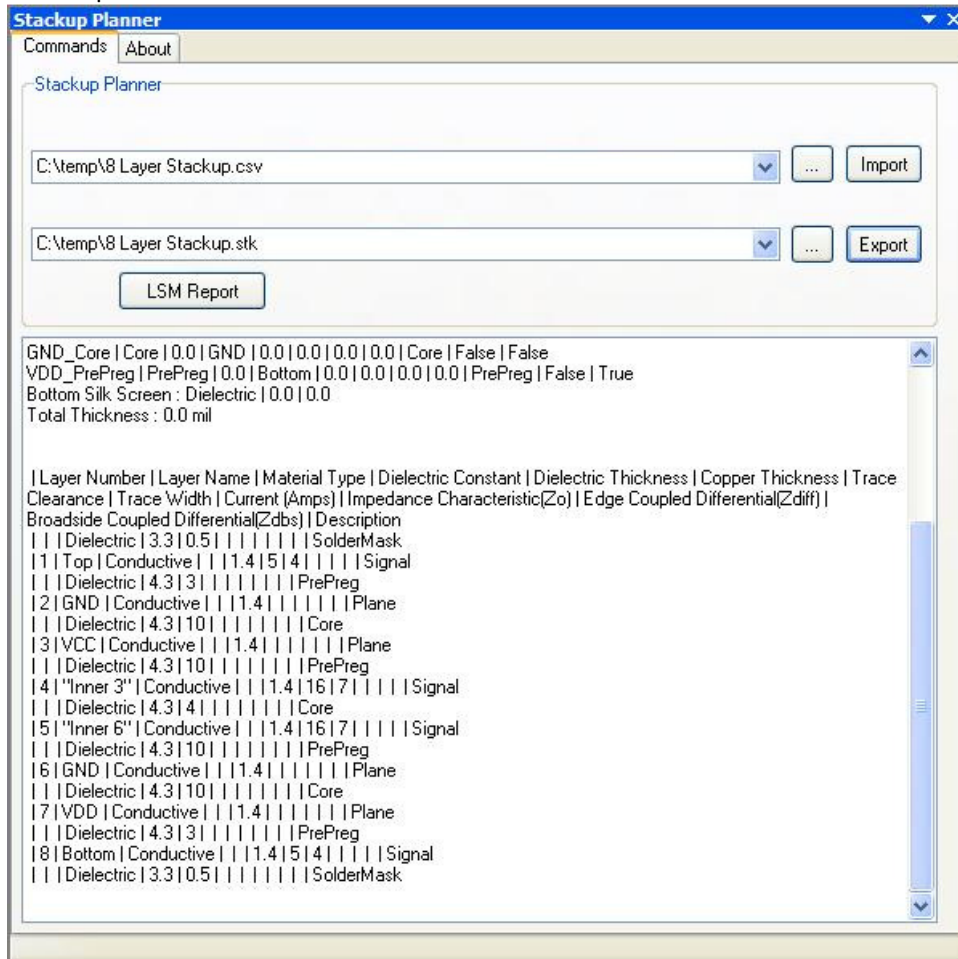 Stackup Planner
Commands
About
Stackup Planner
C:\temp\8 Layer Stackup.csv
...
Import
C:\temp\8 Layer Stackup.stk
...
Export
LSM Report
GND_Core | Core | 0.0 | GND | 0.0 | 0.0 | 0.0 | 0.0 | Core | False | False
VDD_PrePreg | PrePreg | 0.0 | Bottom | 0.0 | 0.0 | 0.0 | 0.0 | PrePreg | False | True
Bottom Silk Screen : Dielectric | 0.0 | 0.0
Total Thickness : 0.0 mil
| Layer Number | Layer Name | Material Type | Dielectric Constant | Dielectric Thickness | Copper Thickness | Trace
Clearance | Trace Width | Current (Amps) | Impedance Characteristic(Zo) | Edge Coupled Differential(Zdiff) |
Broadside Coupled Differential(Zdbs) | Description
| | | Dielectric | 3.3 | 0.5 | | | | | | | | SolderMask
| 1 | Top | Conductive | | | 1.4 | 5 | 4 | | | | | Signal
| | | Dielectric | 4.3 | 3 | | | | | | | | PrePreg
| 2 | GND | Conductive | | | 1.4 | | | | | | | Plane
| | | Dielectric | 4.3 | 10 | | | | | | | | Core
| 3 | VCC | Conductive | | | 1.4 | | | | | | | Plane
| | | Dielectric | 4.3 | 10 | | | | | | | | PrePreg
| 4 | "Inner 3" | Conductive | | | 1.4 | 16 | 7 | | | | | Signal
| | | Dielectric | 4.3 | 4 | | | | | | | | Core
| 5 | "Inner 6" | Conductive | | | 1.4 | 16 | 7 | | | | | Signal
| | | Dielectric | 4.3 | 10 | | | | | | | | PrePreg
| 6 | GND | Conductive | | | 1.4 | | | | | | | Plane
| | | Dielectric | 4.3 | 10 | | | | | | | | Core
| 7 | VDD | Conductive | | | 1.4 | | | | | | | Plane
| | | Dielectric | 4.3 | 3 | | | | | | | | PrePreg
| 8 | Bottom | Conductive | | | 1.4 | 5 | 4 | | | | | Signal
| | | Dielectric | 3.3 | 0.5 | | | | | | | | SolderMask